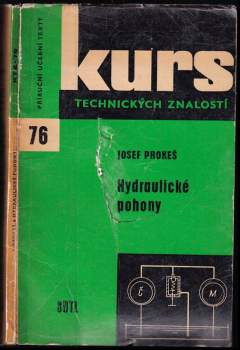 PŘÍRUČNÍ UČEBNÍ TEXTY
kurs
TECHNICKÝCH ZNALOSTÍ
76
JOSEF PROKEŠ
Hydraulické
pohony
SNTL
Č
M